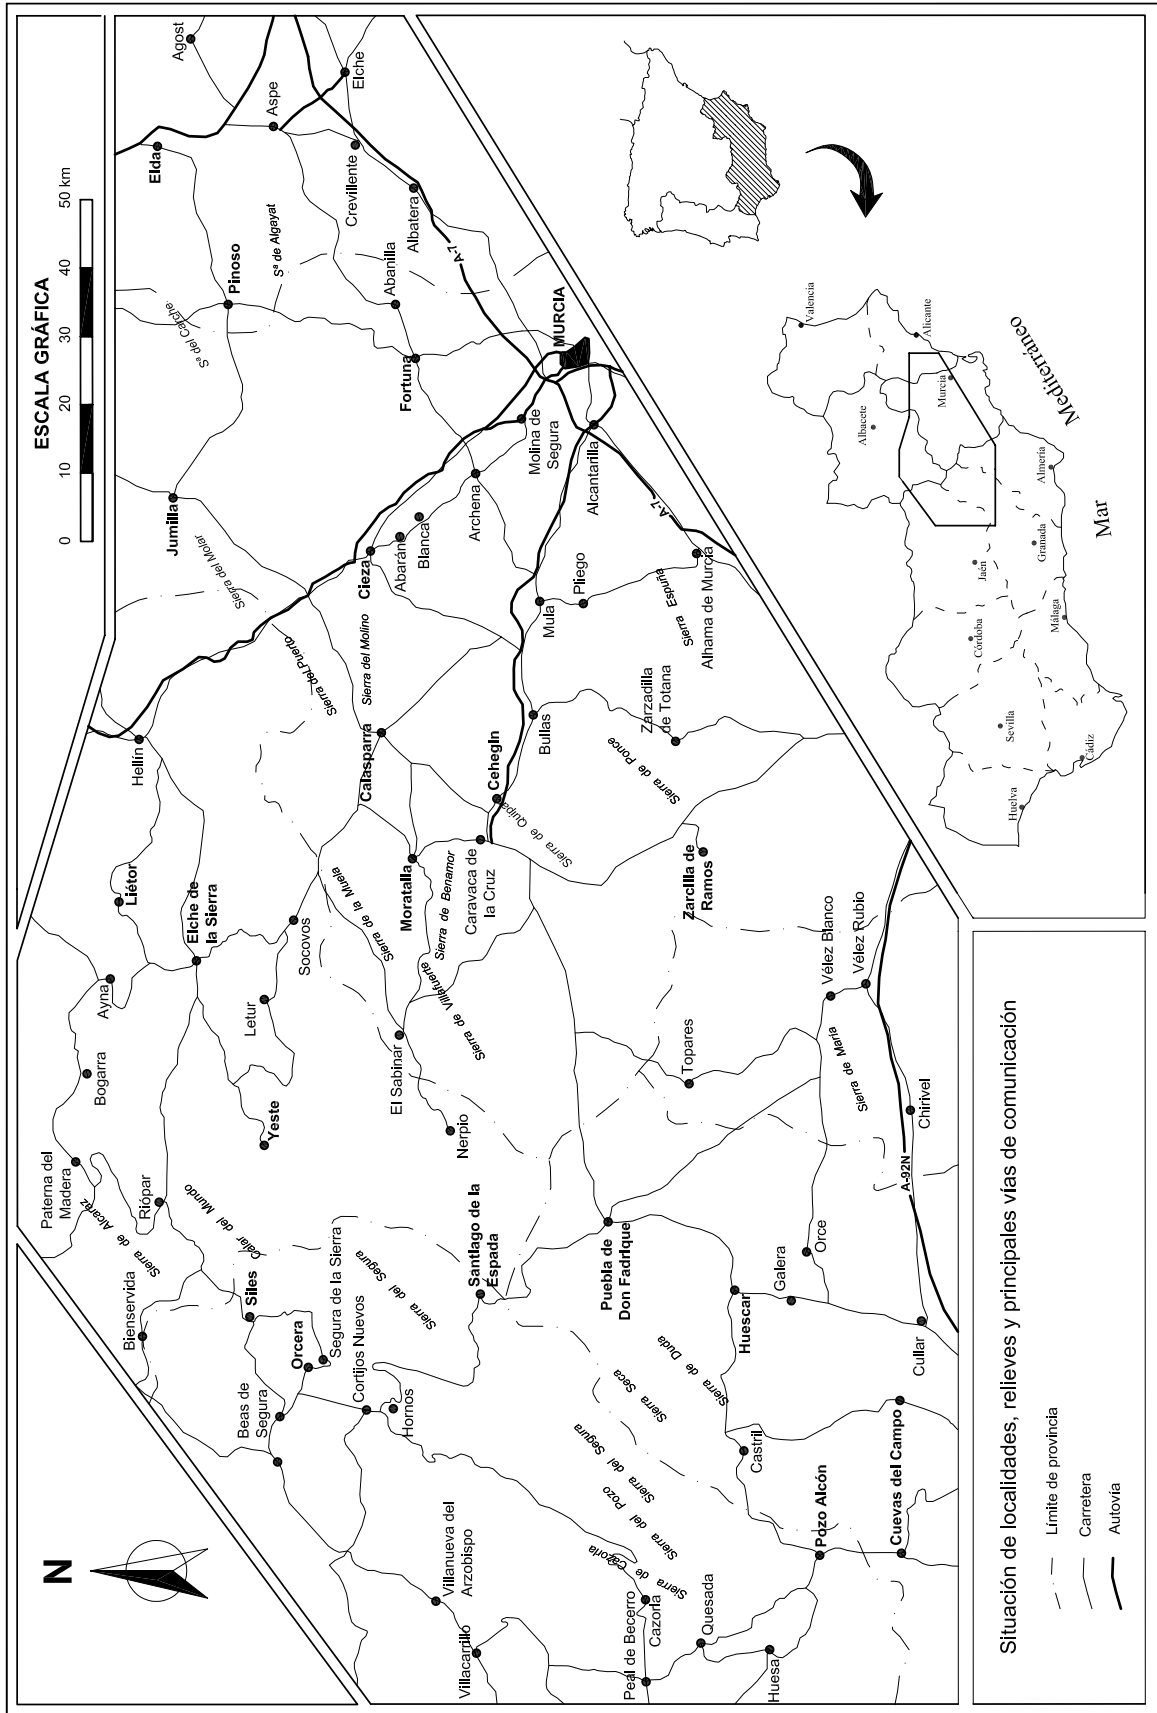 N
ESCALA GRÁFICA
0 10 20 30 40 50 km
Agost
Elche
Aspe
Elda
Crevillente
Albatera
Sª de Algayat
Pinoso
Abanilla
A-7
Sª del Carche.
Fortuna
MURCIA
Jumilla
Molina de
Segura
Sierra del Molar
Archena
Alcantarilla
Blanca
Abarán
Cieza
A-7
Mula
Pliego
Sierra Espuña
Alhama de Murcia
Sierra del Puerto
Sierra del Molino
Hellín
Calasparra
Bullas
Zarzadilla
de Totana
Cehegín
Sierra de Ponce
Sierra de Quipar
Liétor
Moratalla
Caravaca de
la Cruz
Zarcilla de
Ramos
Elche de
la Sierra
Socovos
Sierra de la Muela
Sierra de Benamor
Ayna
Letur
Sierra de Villafuerte
El Sabinar
Vélez Blanco
Vélez Rubio
Bogarra
Topares
Sierra de María
Yeste
Nerpio
Chirivel
Paterna del
Madera
Riópar
Sierra de Alcaraz
Calar del Mundo
A-92N
Puebla de
Don Fadrique
Orce
Santiago de la
Espada
Galera
Huescar
Sierra del Segura
Siles
Bienservida
Segura de la Sierra
Orcera
Cullar
Cortijos Nuevos
Hornos
Beas de
Segura
Sierra de Duda
Sierra Seca
Castril
Sierra del Segura
Sierra del Pozo
Sierra de Cazorla
Pozo Alcón
Cuevas del Campo
Villanueva del
Arzobispo
Villacarrillo
Cazorla
Peal de Becerro
Quesada
Huesa
Valencia
Alicante
Albacete
Murcia
Mediterráneo
Mar
Almería
Granada
Jaén
Córdoba
Málaga
Sevilla
Cádiz
Huelva
Situación de localidades, relieves y principales vías de comunicación
Límite de provincia
Carretera
Autovía